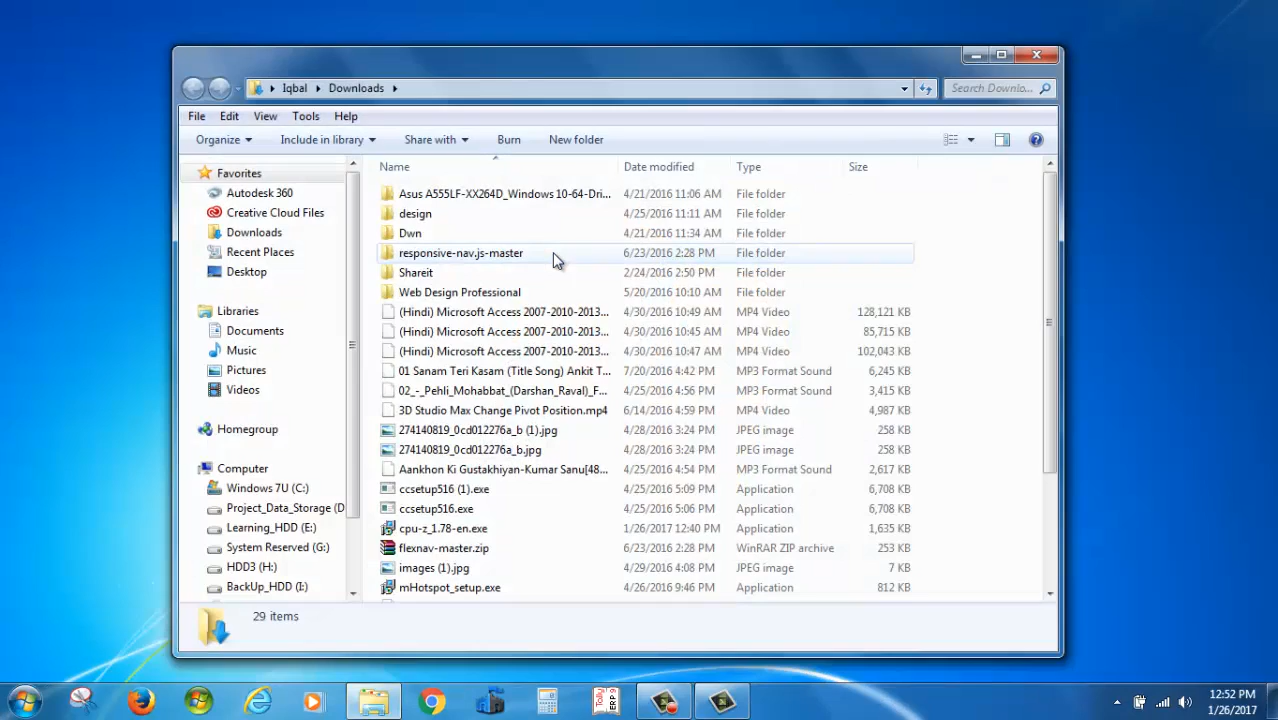 Iqbal Downloads Search Downlo...
File Edit View Tools Help
Organize Include in library Share with Burn New folder
Favorites
Autodesk 360
Creative Cloud Files
Downloads
Recent Places
Desktop
Libraries
Documents
Music
Pictures
Videos
Homegroup
Computer
Windows 7U (C:)
Project_Data_Storage (D
Learning_HDD (E:)
System Reserved (G:)
HDD3 (H:)
BackUp_HDD (I:)
Name Date modified Type Size
Asus A555LF-XX264D_Windows 10-64-Dri... 4/21/2016 11:06 AM File folder
design 4/25/2016 11:11 AM File folder
Dwn 4/21/2016 11:34 AM File folder
responsive-nav.js-master 6/23/2016 2:28 PM File folder
Shareit 2/24/2016 2:50 PM File folder
Web Design Professional 5/20/2016 10:10 AM File folder
(Hindi) Microsoft Access 2007-2010-2013... 4/30/2016 10:49 AM MP4 Video 128,121 KB
(Hindi) Microsoft Access 2007-2010-2013... 4/30/2016 10:45 AM MP4 Video 85,715 KB
(Hindi) Microsoft Access 2007-2010-2013... 4/30/2016 10:47 AM MP4 Video 102,043 KB
01 Sanam Teri Kasam (Title Song) Ankit T... 7/20/2016 4:42 PM MP3 Format Sound 6,245 KB
02_-_Pehli_Mohabbat_(Darshan_Raval)_F... 4/25/2016 4:56 PM MP3 Format Sound 3,415 KB
3D Studio Max Change Pivot Position.mp4 6/14/2016 4:59 PM MP4 Video 4,987 KB
274140819_0cd012276a_b (1).jpg 4/28/2016 3:24 PM JPEG image 258 KB
274140819_0cd012276a_b.jpg 4/28/2016 3:24 PM JPEG image 258 KB
Aankhon Ki Gustakhiyan-Kumar Sanu[48... 4/25/2016 4:54 PM MP3 Format Sound 2,617 KB
ccsetup516 (1).exe 4/25/2016 5:09 PM Application 6,708 KB
ccsetup516.exe 4/25/2016 5:06 PM Application 6,708 KB
cpu-z_1.78-en.exe 1/26/2017 12:40 PM Application 1,635 KB
flexnav-master.zip 6/23/2016 2:28 PM WinRAR ZIP archive 253 KB
images (1).jpg 4/29/2016 4:08 PM JPEG image 7 KB
mHotspot_setup.exe 4/26/2016 9:46 PM Application 812 KB
29 items
Tally
ERP 9
12:52 PM
1/26/2017